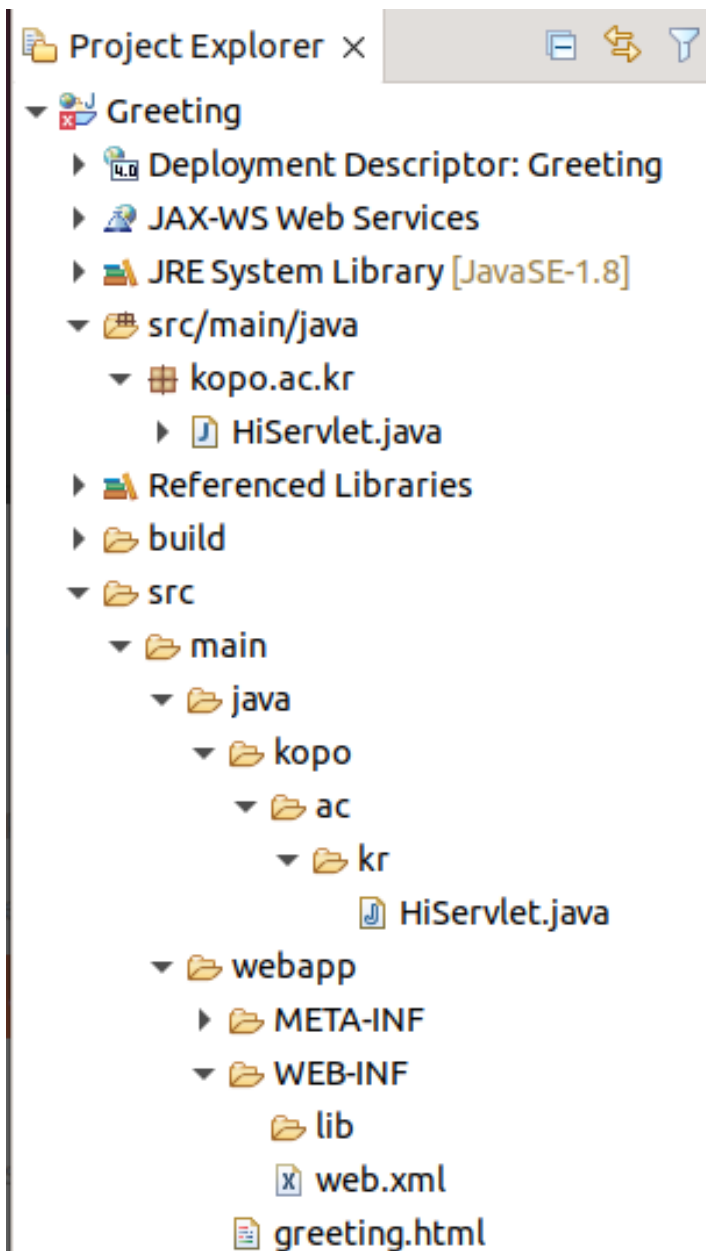 Project Explorer ×
Greeting
4.0 Deployment Descriptor: Greeting
JAX-WS Web Services
JRE System Library [JavaSE-1.8]
src/main/java
kopo.ac.kr
HiServlet.java
Referenced Libraries
build
src
main
java
kopo
ac
kr
HiServlet.java
webapp
META-INF
WEB-INF
lib
web.xml
greeting.html